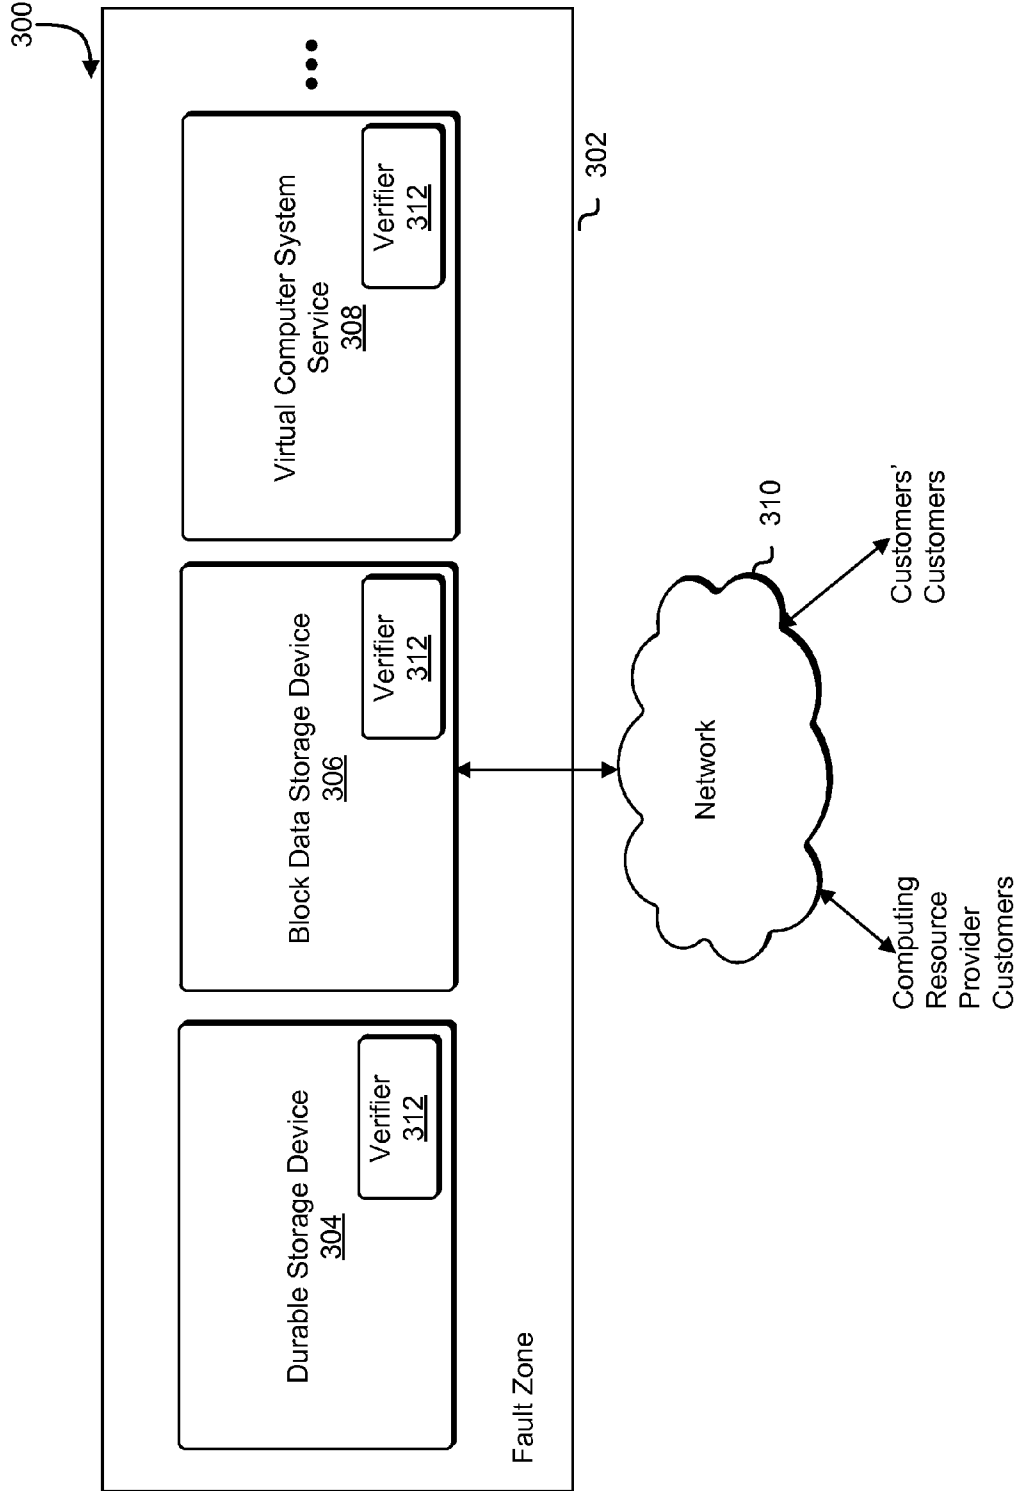 300
Durable Storage Device
304
Verifier
312
Block Data Storage Device
306
Verifier
312
Virtual Computer System
Service
308
Verifier
312
Fault Zone
302
Network
310
Computing
Resource
Provider
Customers
Customers’
Customers